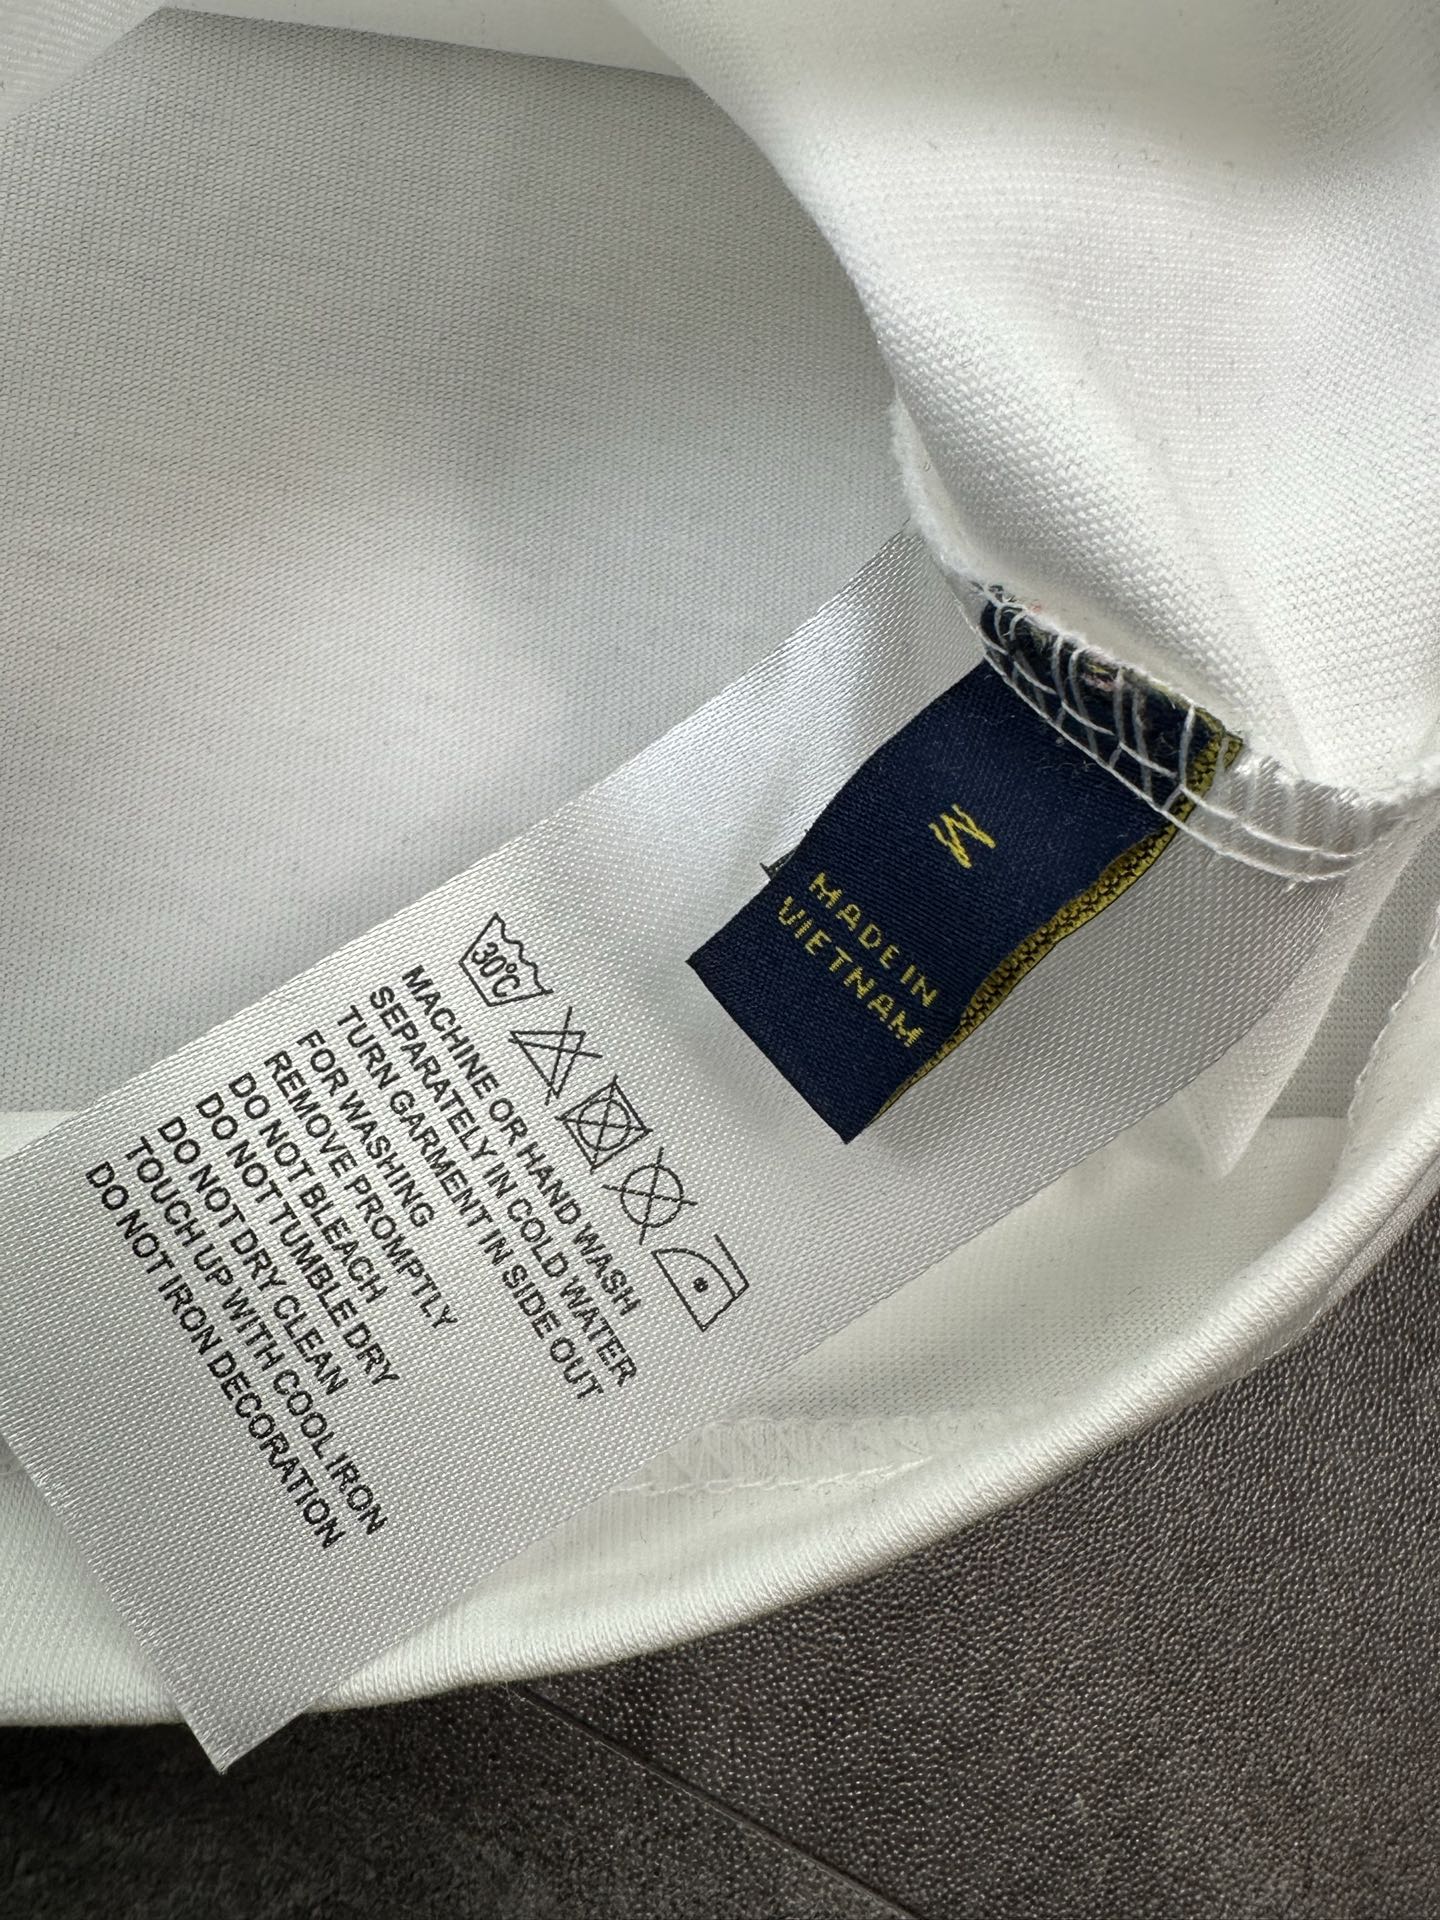 M
MADE IN
VIETNAM
30°C
MACHINE OR HAND WASH
SEPARATELY IN COLD WATER
TURN GARMENT IN SIDE OUT
FOR WASHING
REMOVE PROMPTLY
DO NOT BLEACH
DO NOT TUMBLE DRY
DO NOT DRY CLEAN
TOUCH UP WITH COOL IRON
DO NOT IRON DECORATION